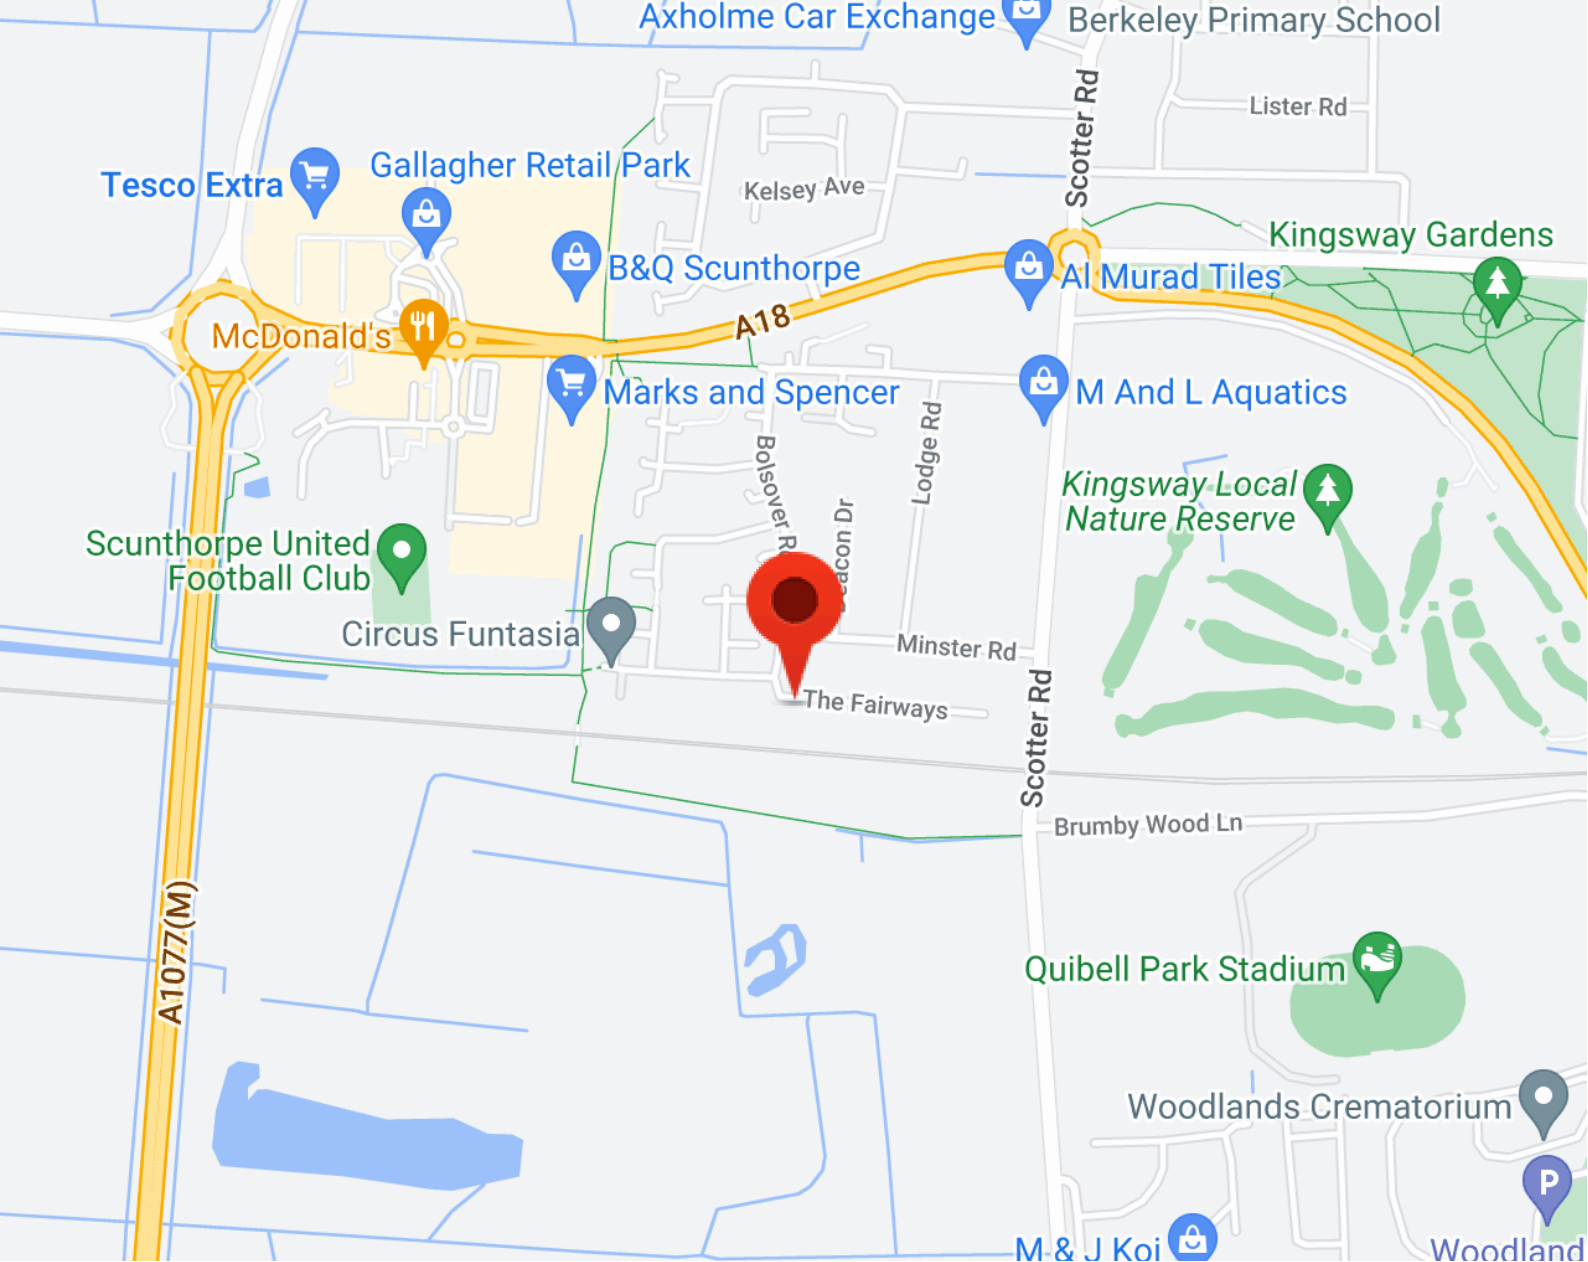 Axholme Car Exchange
Berkeley Primary School
Scotter Rd
Lister Rd
Tesco Extra
Gallagher Retail Park
Kelsey Ave
Kingsway Gardens
B&Q Scunthorpe
Al Murad Tiles
A18
McDonald's
Marks and Spencer
M And L Aquatics
Lodge Rd
Bolsover
Kingsway Local
Nature Reserve
Dr
Scunthorpe United
Football Club
Circus Funtasia
Minster Rd
The Fairways
Scotter Rd
Brumby Wood Ln
A1077(M)
Quibell Park Stadium
Woodlands Crematorium
P
M & J Koi
Woodland